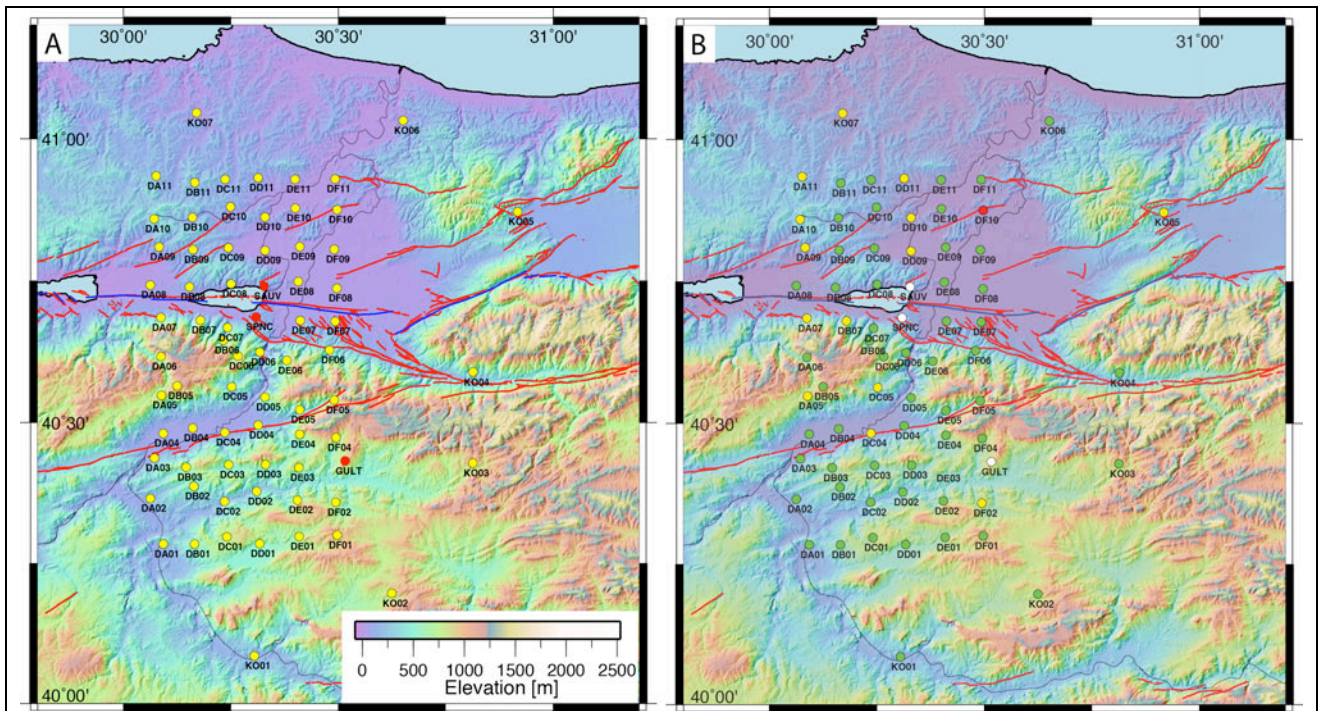 A
30°00'
30°30'
31°00'
41°00'
KO07
KO06
DA11
DB11
DC11
DD11
DE11
DF11
DA10
DB10
DC10
DD10
DE10
DF10
KO05
DA09
DB09
DC09
DD09
DE09
DF09
DA08
DB08
DC08
SAUV
DE08
DF08
DA07
DB07
DC07
SPNC
DE07
DF07
DA06
DB06
DC06
DD06
DE06
DF06
KO04
DA05
DB05
DC05
DD05
DE05
DF05
40°30'
DA04
DB04
DC04
DD04
DE04
DF04
DA03
DB03
DC03
DD03
DE03
GULT
KO03
DA02
DB02
DC02
DD02
DE02
DF02
DA01
DB01
DC01
DD01
DE01
DF01
KO02
KO01
40°00'
0 500 1000 1500 2000 2500
Elevation [m]
B
30°00'
30°30'
31°00'
41°00'
KO07
KO06
DA11
DB11
DC11
DD11
DE11
DF11
DA10
DB10
DC10
DD10
DE10
DF10
KO05
DA09
DB09
DC09
DD09
DE09
DF09
DA08
DB08
DC08
SAUV
DE08
DF08
DA07
DB07
DC07
SPNC
DE07
DF07
DA06
DB06
DC06
DD06
DE06
DF06
KO04
DA05
DB05
DC05
DD05
DE05
DF05
40°30'
DA04
DB04
DC04
DD04
DE04
DF04
DA03
DB03
DC03
DD03
DE03
GULT
KO03
DA02
DB02
DC02
DD02
DE02
DF02
DA01
DB01
DC01
DD01
DE01
DF01
KO02
KO01
40°00'